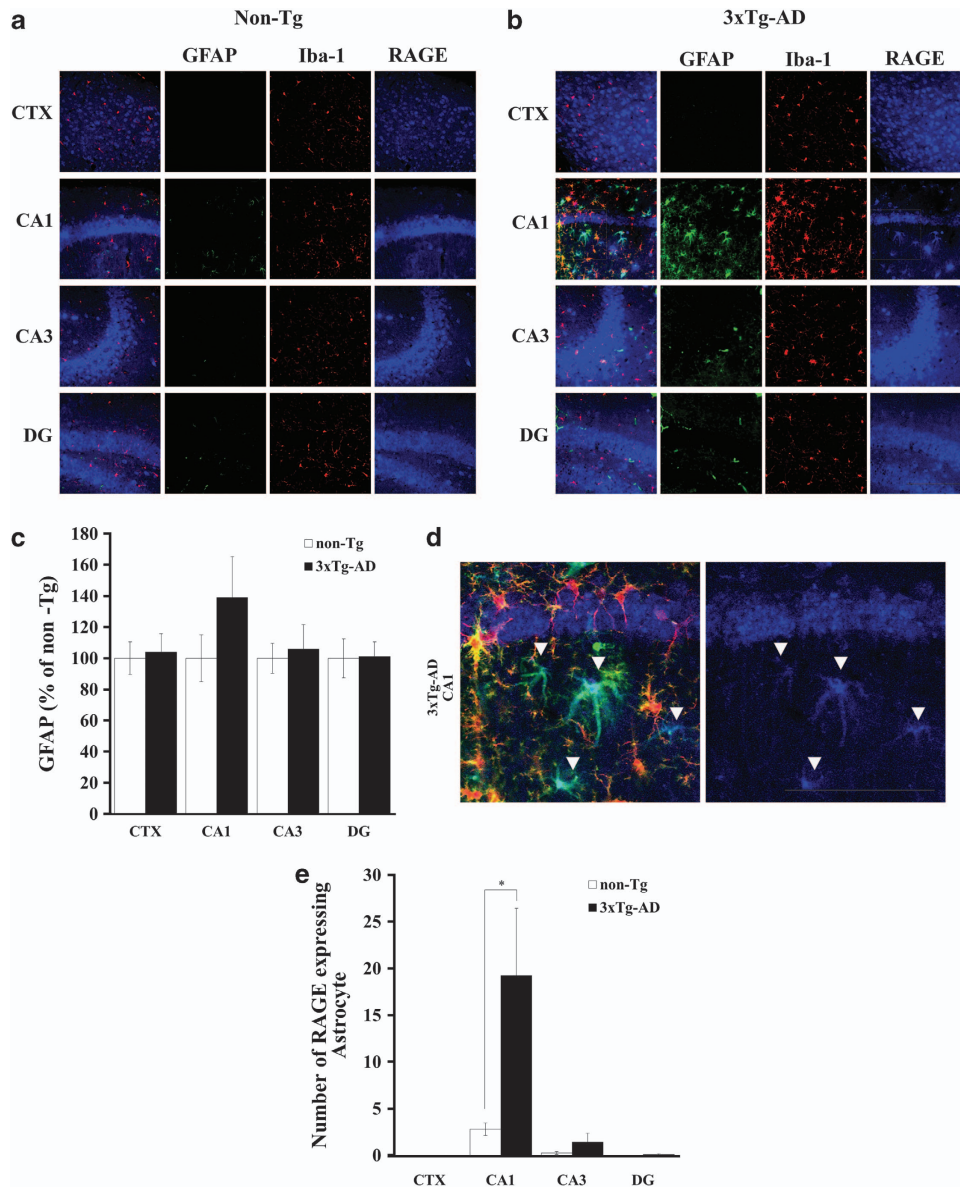 a
Non-Tg
GFAP Iba-1 RAGE
CTX
CA1
CA3
DG
b
3xTg-AD
GFAP Iba-1 RAGE
CTX
CA1
CA3
DG
c
GFAP (% of non -Tg)
180
160
140
120
100
80
60
40
20
0
non-Tg
3xTg-AD
CTX CA1 CA3 DG
d
3xTg-AD
CA1
e
Number of RAGE expressing
Astrocyte
30
25
20
15
10
5
0
*
non-Tg
3xTg-AD
CTX CA1 CA3 DG